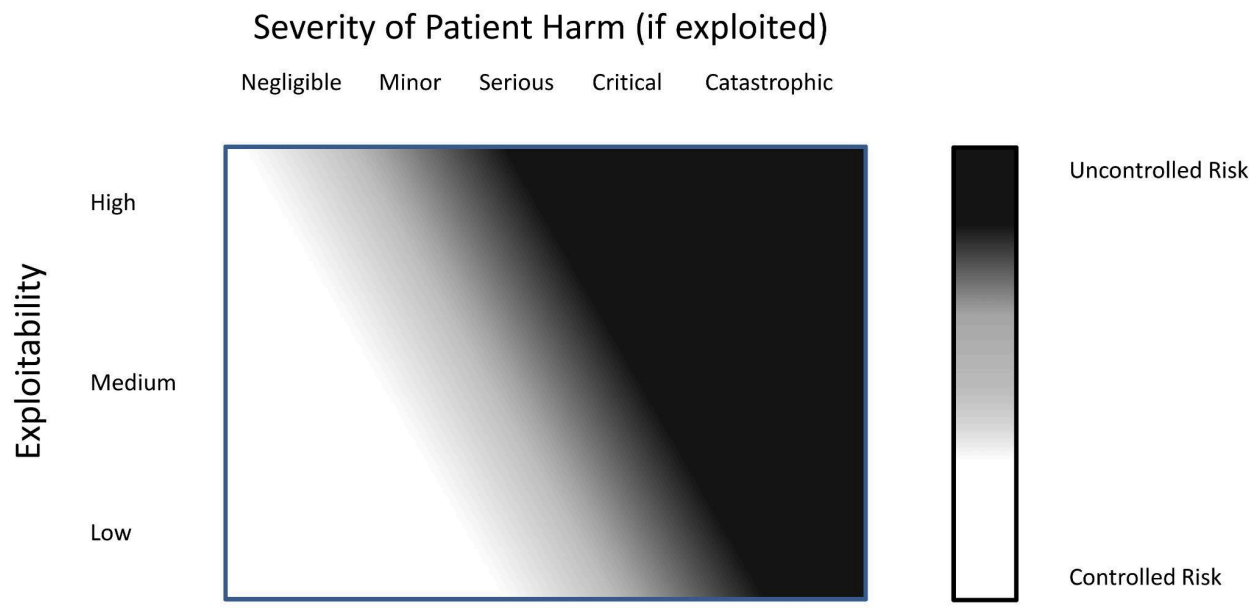 Severity of Patient Harm (if exploited)
Negligible Minor Serious Critical Catastrophic
Uncontrolled Risk
High
Exploitability
Medium
Low
Controlled Risk